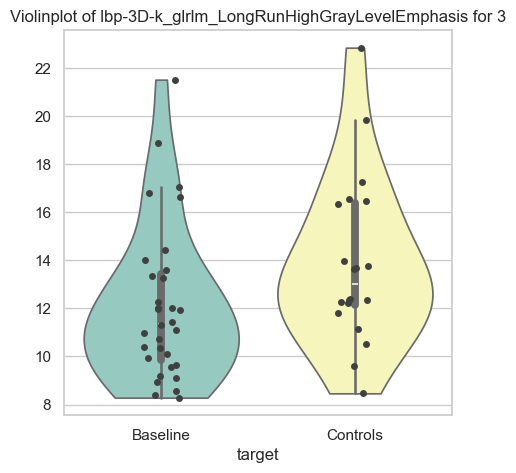 Violinplot of lbp-3D-k_glrlm_LongRunHighGrayLevelEmphasis for 3
22
20
18
16
14
12
10
8
Baseline Controls
target